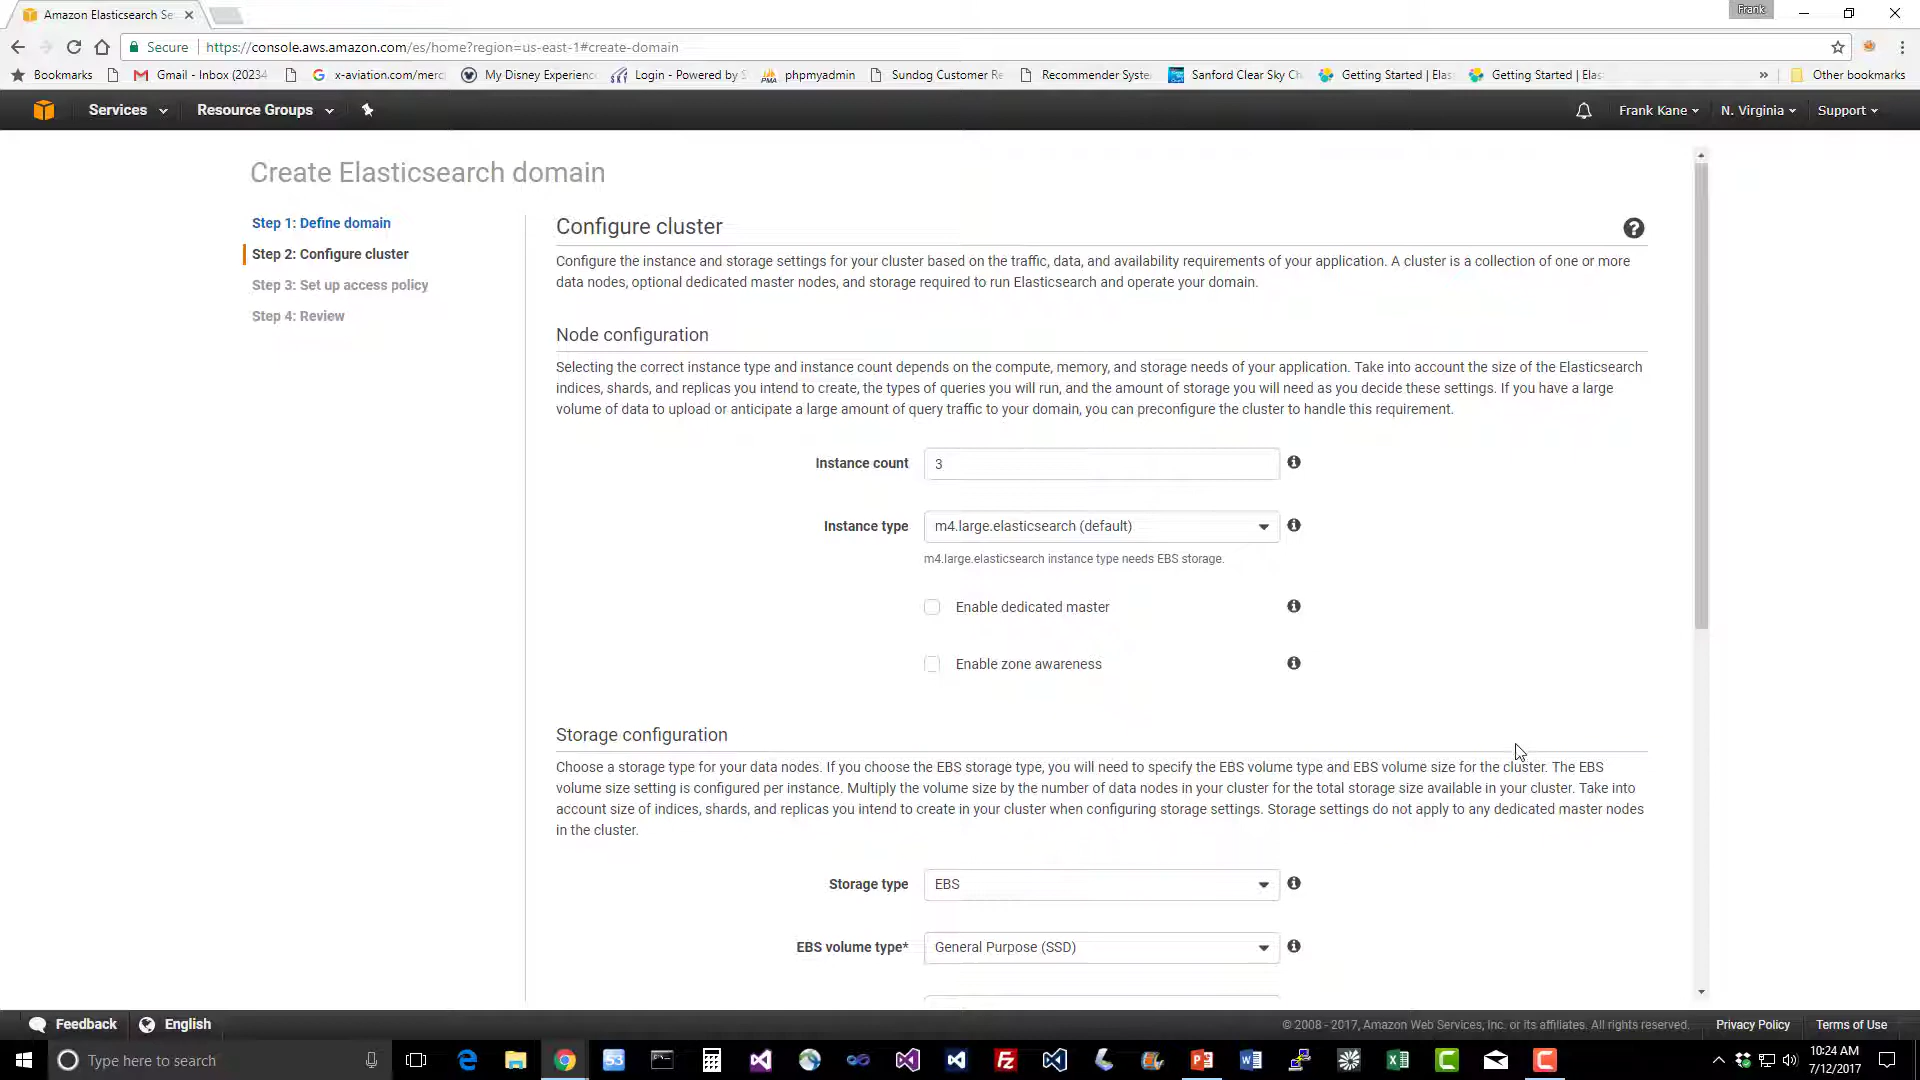 Amazon Elasticsearch Se
Frank
Secure
https://console.aws.amazon.com/es/home?region=us-east-1#create-domain
Bookmarks
Gmail - Inbox (20234
x-aviation.com/merc
My Disney Experienc
Login - Powered by S
phpmyadmin
Sundog Customer Re
Recommender Syste
Sanford Clear Sky Ch
Getting Started | Elas
Getting Started | Elas
»
Other bookmarks
Services
Resource Groups
Frank Kane
N. Virginia
Support
Create Elasticsearch domain
Step 1: Define domain
Step 2: Configure cluster
Step 3: Set up access policy
Step 4: Review
Configure cluster
Configure the instance and storage settings for your cluster based on the traffic, data, and availability requirements of your application. A cluster is a collection of one or more
data nodes, optional dedicated master nodes, and storage required to run Elasticsearch and operate your domain.
Node configuration
Selecting the correct instance type and instance count depends on the compute, memory, and storage needs of your application. Take into account the size of the Elasticsearch
indices, shards, and replicas you intend to create, the types of queries you will run, and the amount of storage you will need as you decide these settings. If you have a large
volume of data to upload or anticipate a large amount of query traffic to your domain, you can preconfigure the cluster to handle this requirement.
Instance count
3
Instance type
m4.large.elasticsearch (default)
m4.large.elasticsearch instance type needs EBS storage.
Enable dedicated master
Enable zone awareness
Storage configuration
Choose a storage type for your data nodes. If you choose the EBS storage type, you will need to specify the EBS volume type and EBS volume size for the cluster. The EBS
volume size setting is configured per instance. Multiply the volume size by the number of data nodes in your cluster for the total storage size available in your cluster. Take into
account size of indices, shards, and replicas you intend to create in your cluster when configuring storage settings. Storage settings do not apply to any dedicated master nodes
in the cluster.
Storage type
EBS
EBS volume type*
General Purpose (SSD)
Feedback
English
© 2008 - 2017, Amazon Web Services, Inc. or its affiliates. All rights reserved.
Privacy Policy
Terms of Use
Type here to search
10:24 AM
7/12/2017